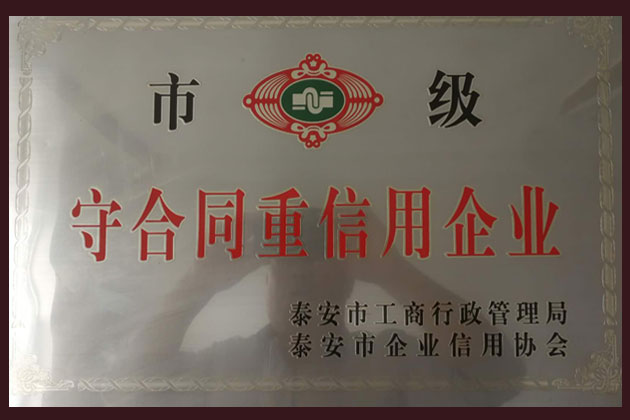 市 级
守合同重信用企业
泰安市工商行政管理局
泰安市企业信用协会